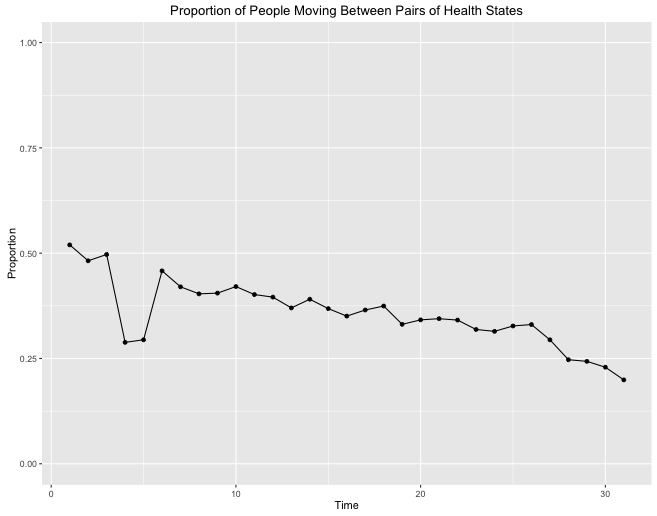 Proportion of People Moving Between Pairs of Health States
1.00
0.75
0.50
0.25
0.00
Proportion
0 10 20 30
Time